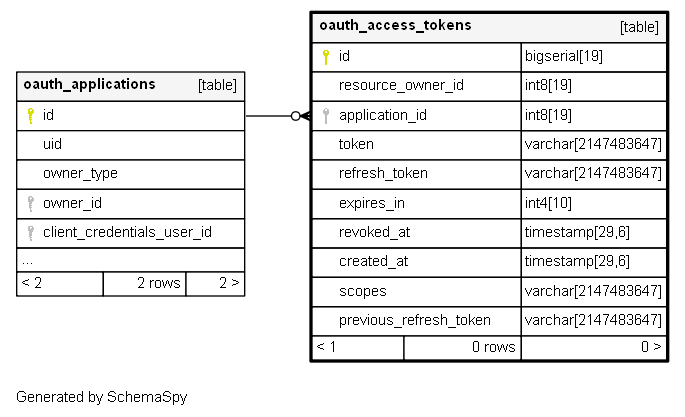 oauth_applications [table]
id
uid
owner_type
owner_id
client_credentials_user_id
...
< 2 2 rows 2 >
oauth_access_tokens [table]
id bigserial[19]
resource_owner_id int8[19]
application_id int8[19]
token varchar[2147483647]
refresh_token varchar[2147483647]
expires_in int4[10]
revoked_at timestamp[29,6]
created_at timestamp[29,6]
scopes varchar[2147483647]
previous_refresh_token varchar[2147483647]
< 1 0 rows 0 >
Generated by SchemaSpy